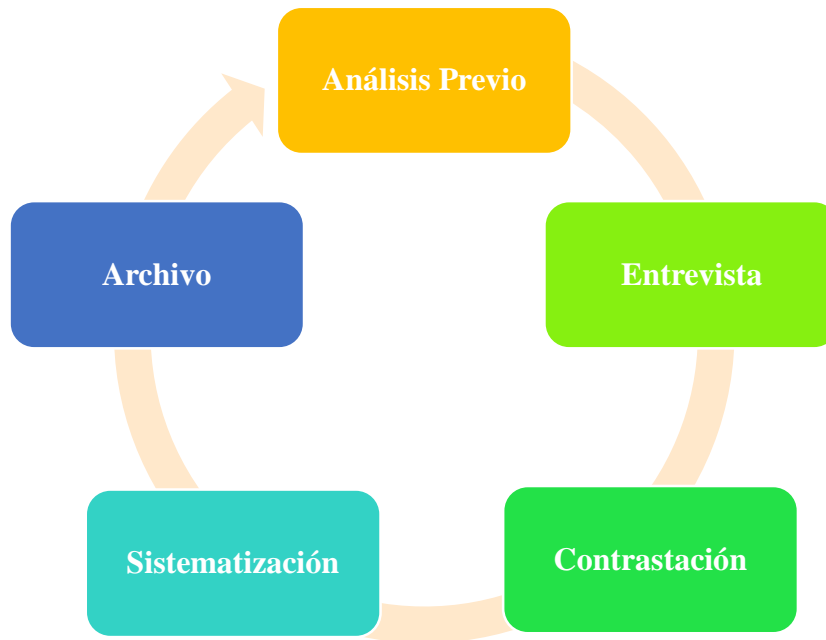 Análisis Previo
Entrevista
Contrastación
Sistematización
Archivo